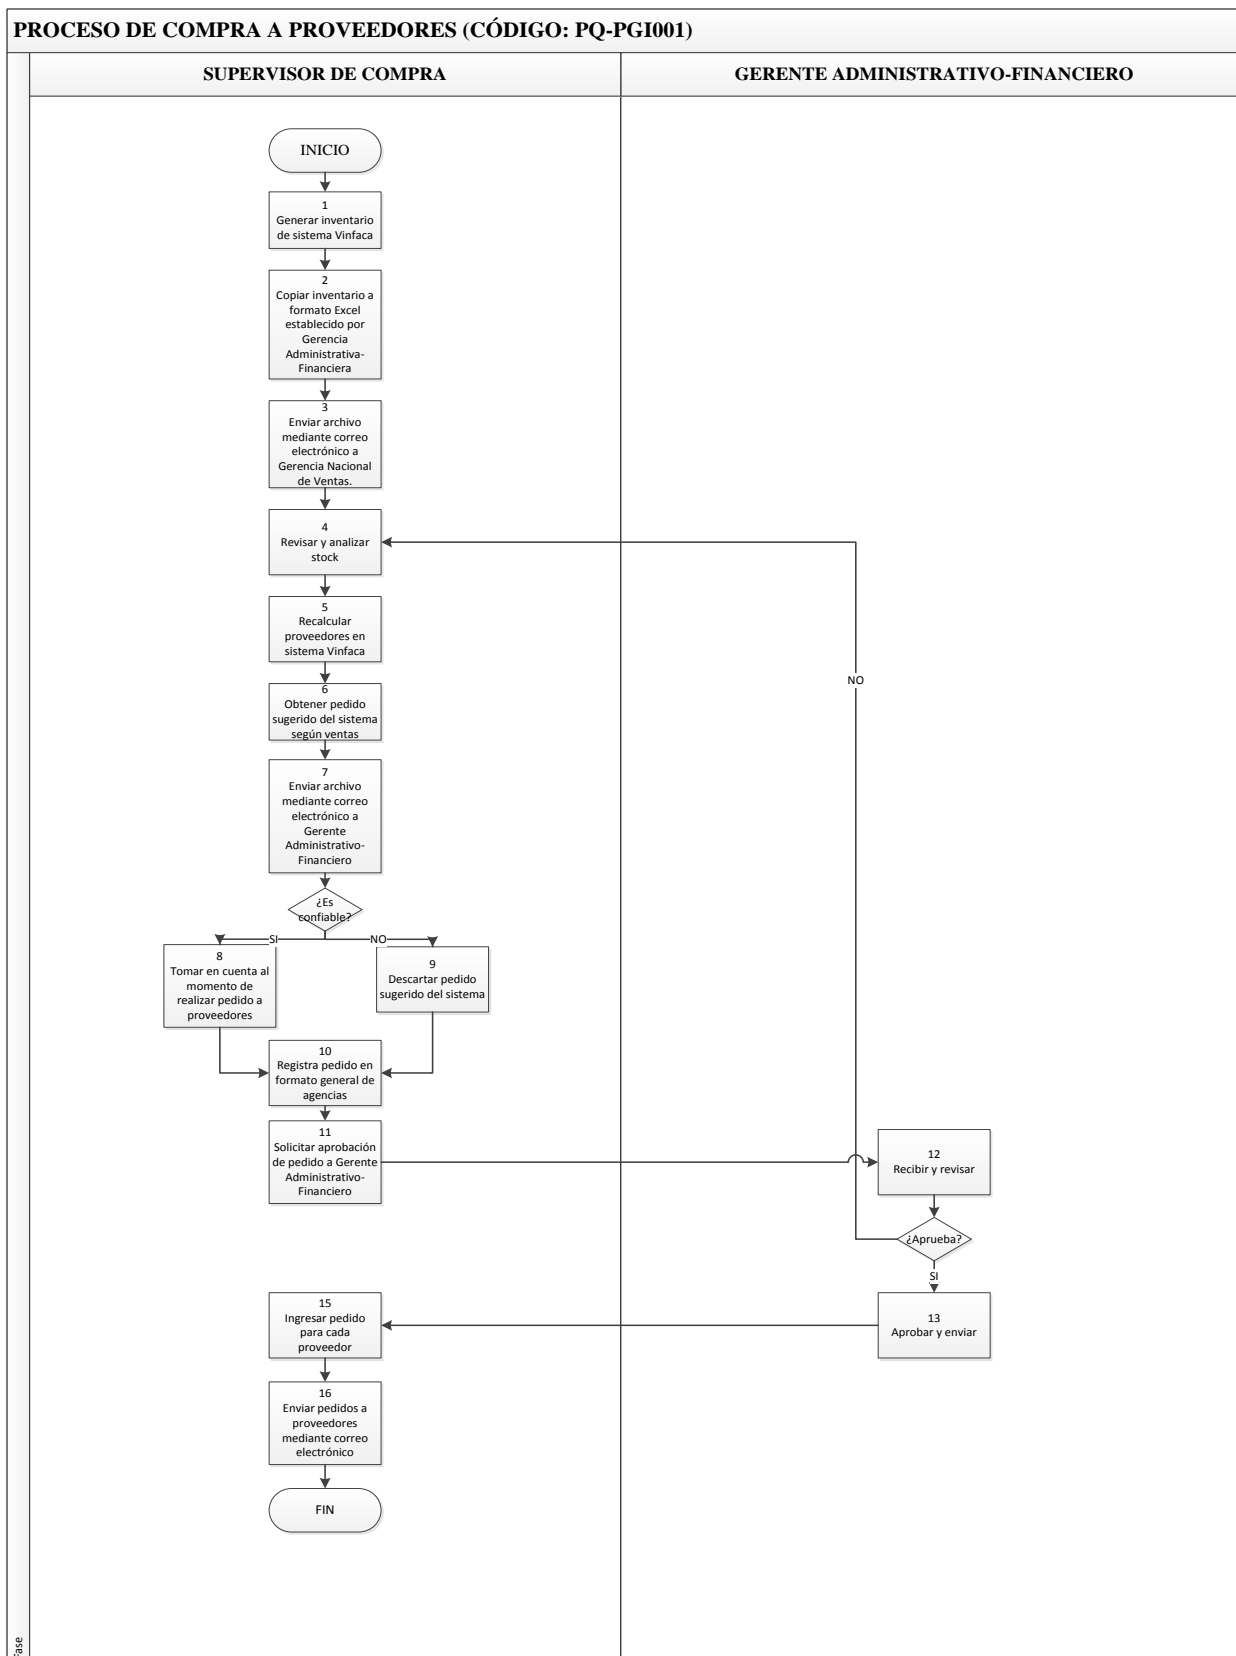 PROCESO DE COMPRA A PROVEEDORES (CÓDIGO: PQ-PGI001)
SUPERVISOR DE COMPRA
GERENTE ADMINISTRATIVO-FINANCIERO
INICIO
1
Generar inventario
de sistema Vinfaca
2
Copiar inventario a
formato Excel
establecido por
Gerencia
Administrativa-
Financiera
3
Enviar archivo
mediante correo
electrónico a
Gerencia Nacional
de Ventas.
4
Revisar y analizar
stock
5
Recalcular
proveedores en
sistema Vinfaca
NO
6
Obtener pedido
sugerido del sistema
según ventas
7
Enviar archivo
mediante correo
electrónico a
Gerente
Administrativo-
Financiero
¿Es
confiable?
SI
NO
8
Tomar en cuenta al
momento de
realizar pedido a
proveedores
9
Descartar pedido
sugerido del sistema
10
Registra pedido en
formato general de
agencias
11
Solicitar aprobación
de pedido a Gerente
Administrativo-
Financiero
12
Recibir y revisar
¿Aprueba?
SI
13
Aprobar y enviar
15
Ingresar pedido
para cada
proveedor
16
Enviar pedidos a
proveedores
mediante correo
electrónico
FIN
Fase